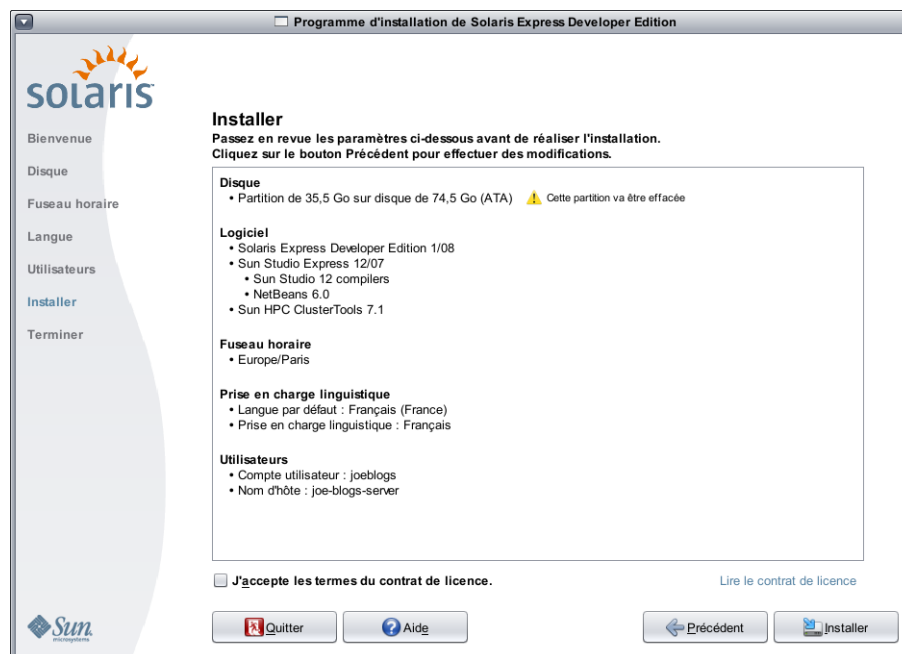 Programme d'installation de Solaris Express Developer Edition
solaris
Bienvenue
Disque
Fuseau horaire
Langue
Utilisateurs
Installer
Terminer
Installer
Passez en revue les paramètres ci-dessous avant de réaliser l'installation.
Cliquez sur le bouton Précédent pour effectuer des modifications.
Disque
• Partition de 35,5 Go sur disque de 74,5 Go (ATA) Cette partition va être effacée
Logiciel
• Solaris Express Developer Edition 1/08
• Sun Studio Express 12/07
• Sun Studio 12 compilers
• NetBeans 6.0
• Sun HPC ClusterTools 7.1
Fuseau horaire
• Europe/Paris
Prise en charge linguistique
• Langue par défaut : Français (France)
• Prise en charge linguistique : Français
Utilisateurs
• Compte utilisateur : joeblogs
• Nom d'hôte : joe-blogs-server
J'accepte les termes du contrat de licence. Lire le contrat de licence
Sun
microsystems
Quitter Aide Précédent Installer